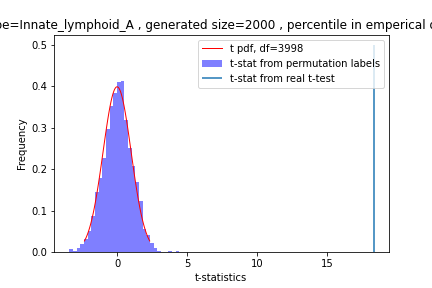 pe=Innate_lymphoid_A , generated size=2000 , percentile in emperical d
t pdf, df=3998
t-stat from permutation labels
t-stat from real t-test
Frequency
0.5
0.4
0.3
0.2
0.1
0.0
0 5 10 15
t-statistics